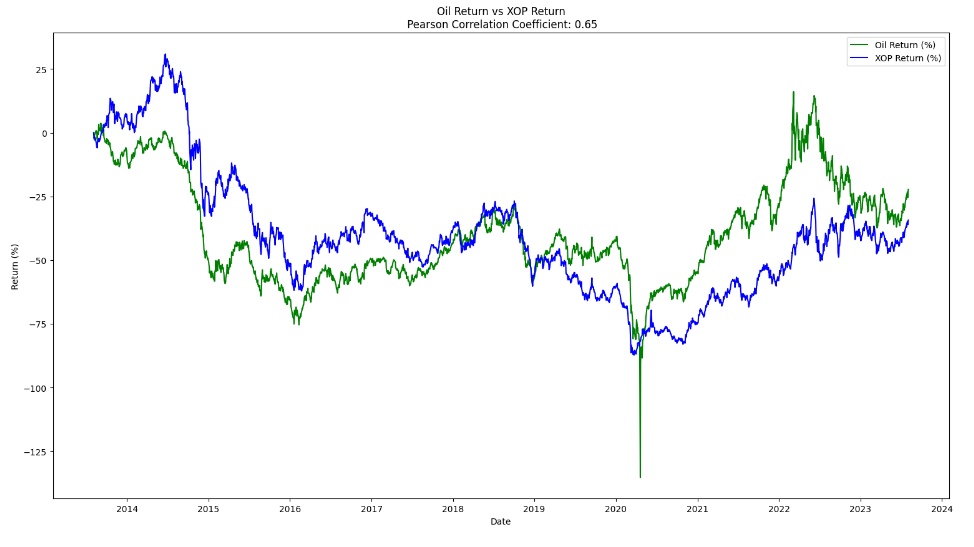 Oil Return vs XOP Return
Pearson Correlation Coefficient: 0.65
Oil Return (%)
XOP Return (%)
Return (%)
25
0
−25
−50
−75
−100
−125
2014 2015 2016 2017 2018 2019 2020 2021 2022 2023 2024
Date